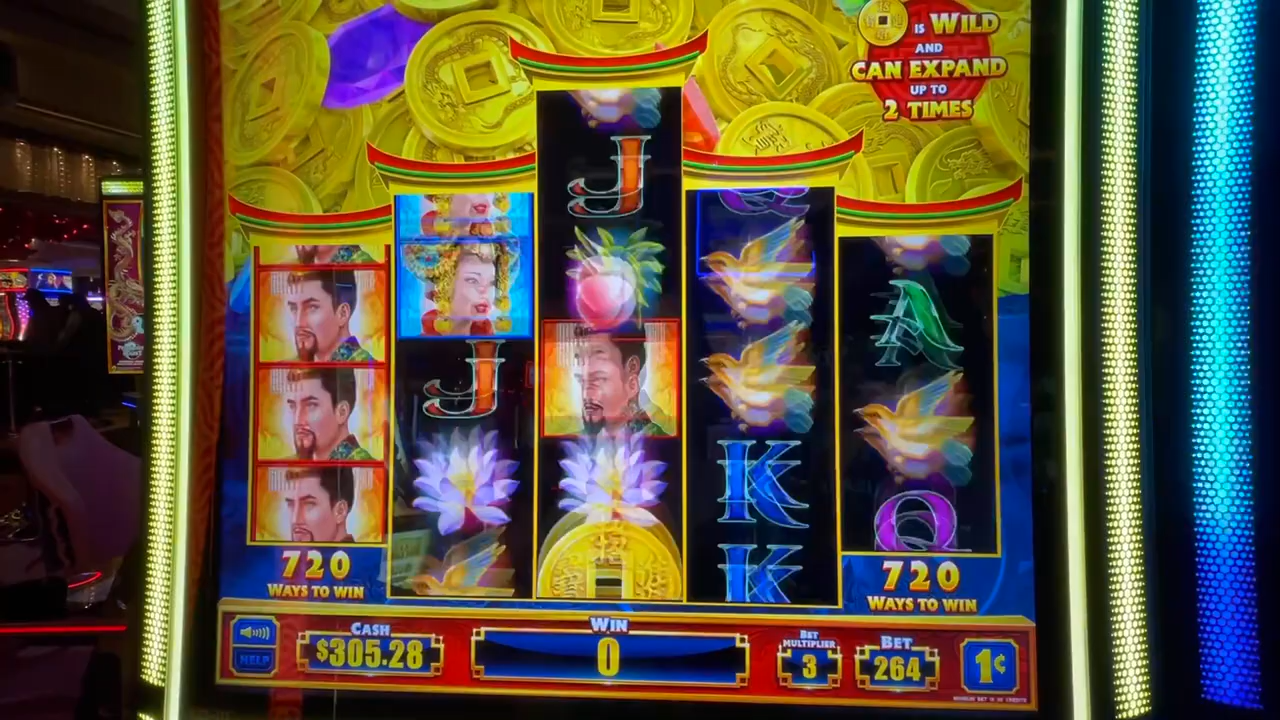 IS WILD
AND
CAN EXPAND
UP TO
2 TIMES
J
Q
A
J
K
Q
K
720
WAYS TO WIN
720
WAYS TO WIN
HELP
CASH
$305.28
WIN
0
BET
MULTIPLIER
3
BET
264
1¢